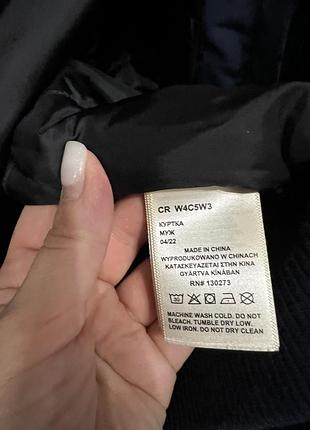 CR W4C5W3
КУРТКА
МУЖ
04/22
MADE IN CHINA
WYPRODUKOWANO W CHINACH
ΚΑΤΑΣΚΕΥΑΖΕΤΑΙ ΣΤΗΝ ΚΙΝΑ
GYÁRTVA KÍNÁBAN
RN# 130273
MACHINE WASH COLD. DO NOT
BLEACH. TUMBLE DRY LOW.
LOW IRON. DO NOT DRY CLEAN